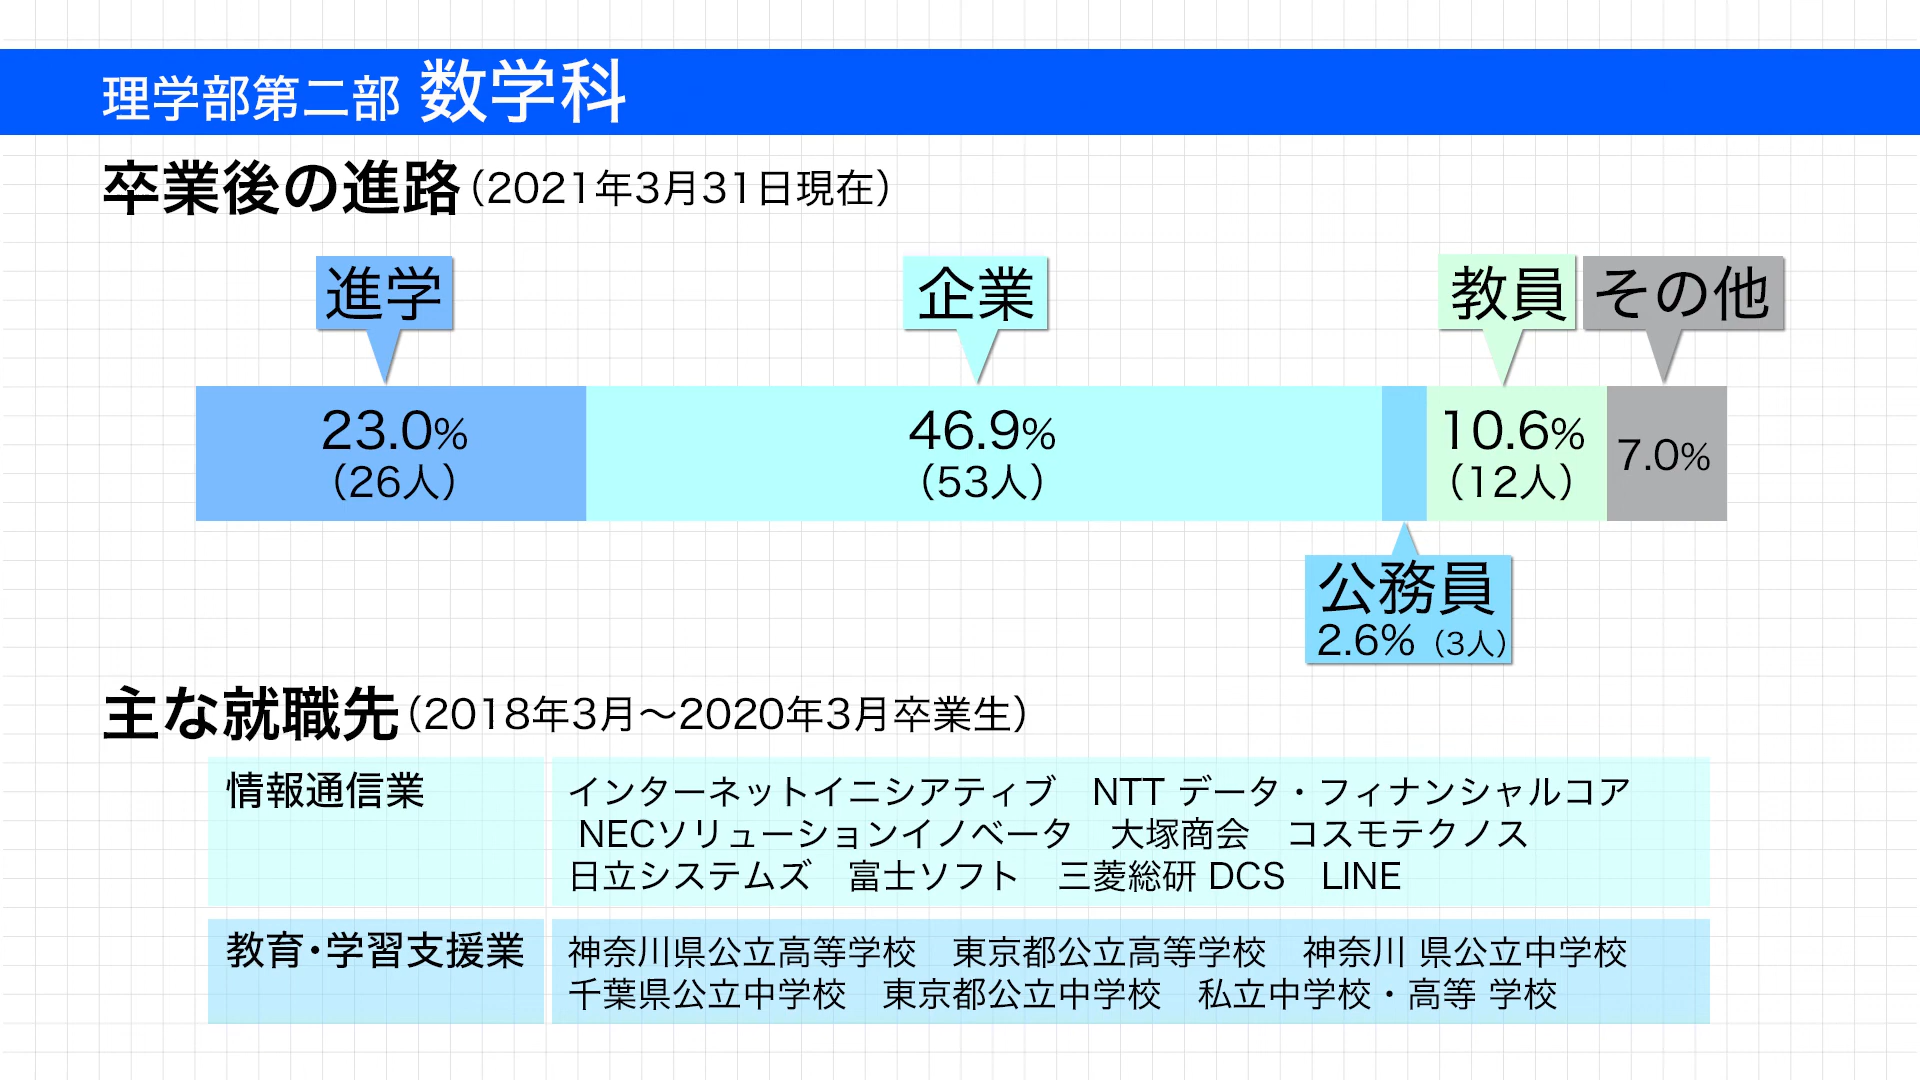 理学部第二部 数学科
卒業後の進路（2021年3月31日現在）
進学
企業
教員
その他
23.0%
（26人）
46.9%
（53人）
10.6%
（12人）
7.0%
公務員
2.6%（3人）
主な就職先（2018年3月～2020年3月卒業生）
情報通信業
インターネットイニシアティブ　NTT データ・フィナンシャルコア
NECソリューションイノベータ　大塚商会　コスモテクノス
日立システムズ　富士ソフト　三菱総研 DCS　LINE
教育･学習支援業
神奈川県公立高等学校　東京都公立高等学校　神奈川 県公立中学校
千葉県公立中学校　東京都公立中学校　私立中学校・高等 学校